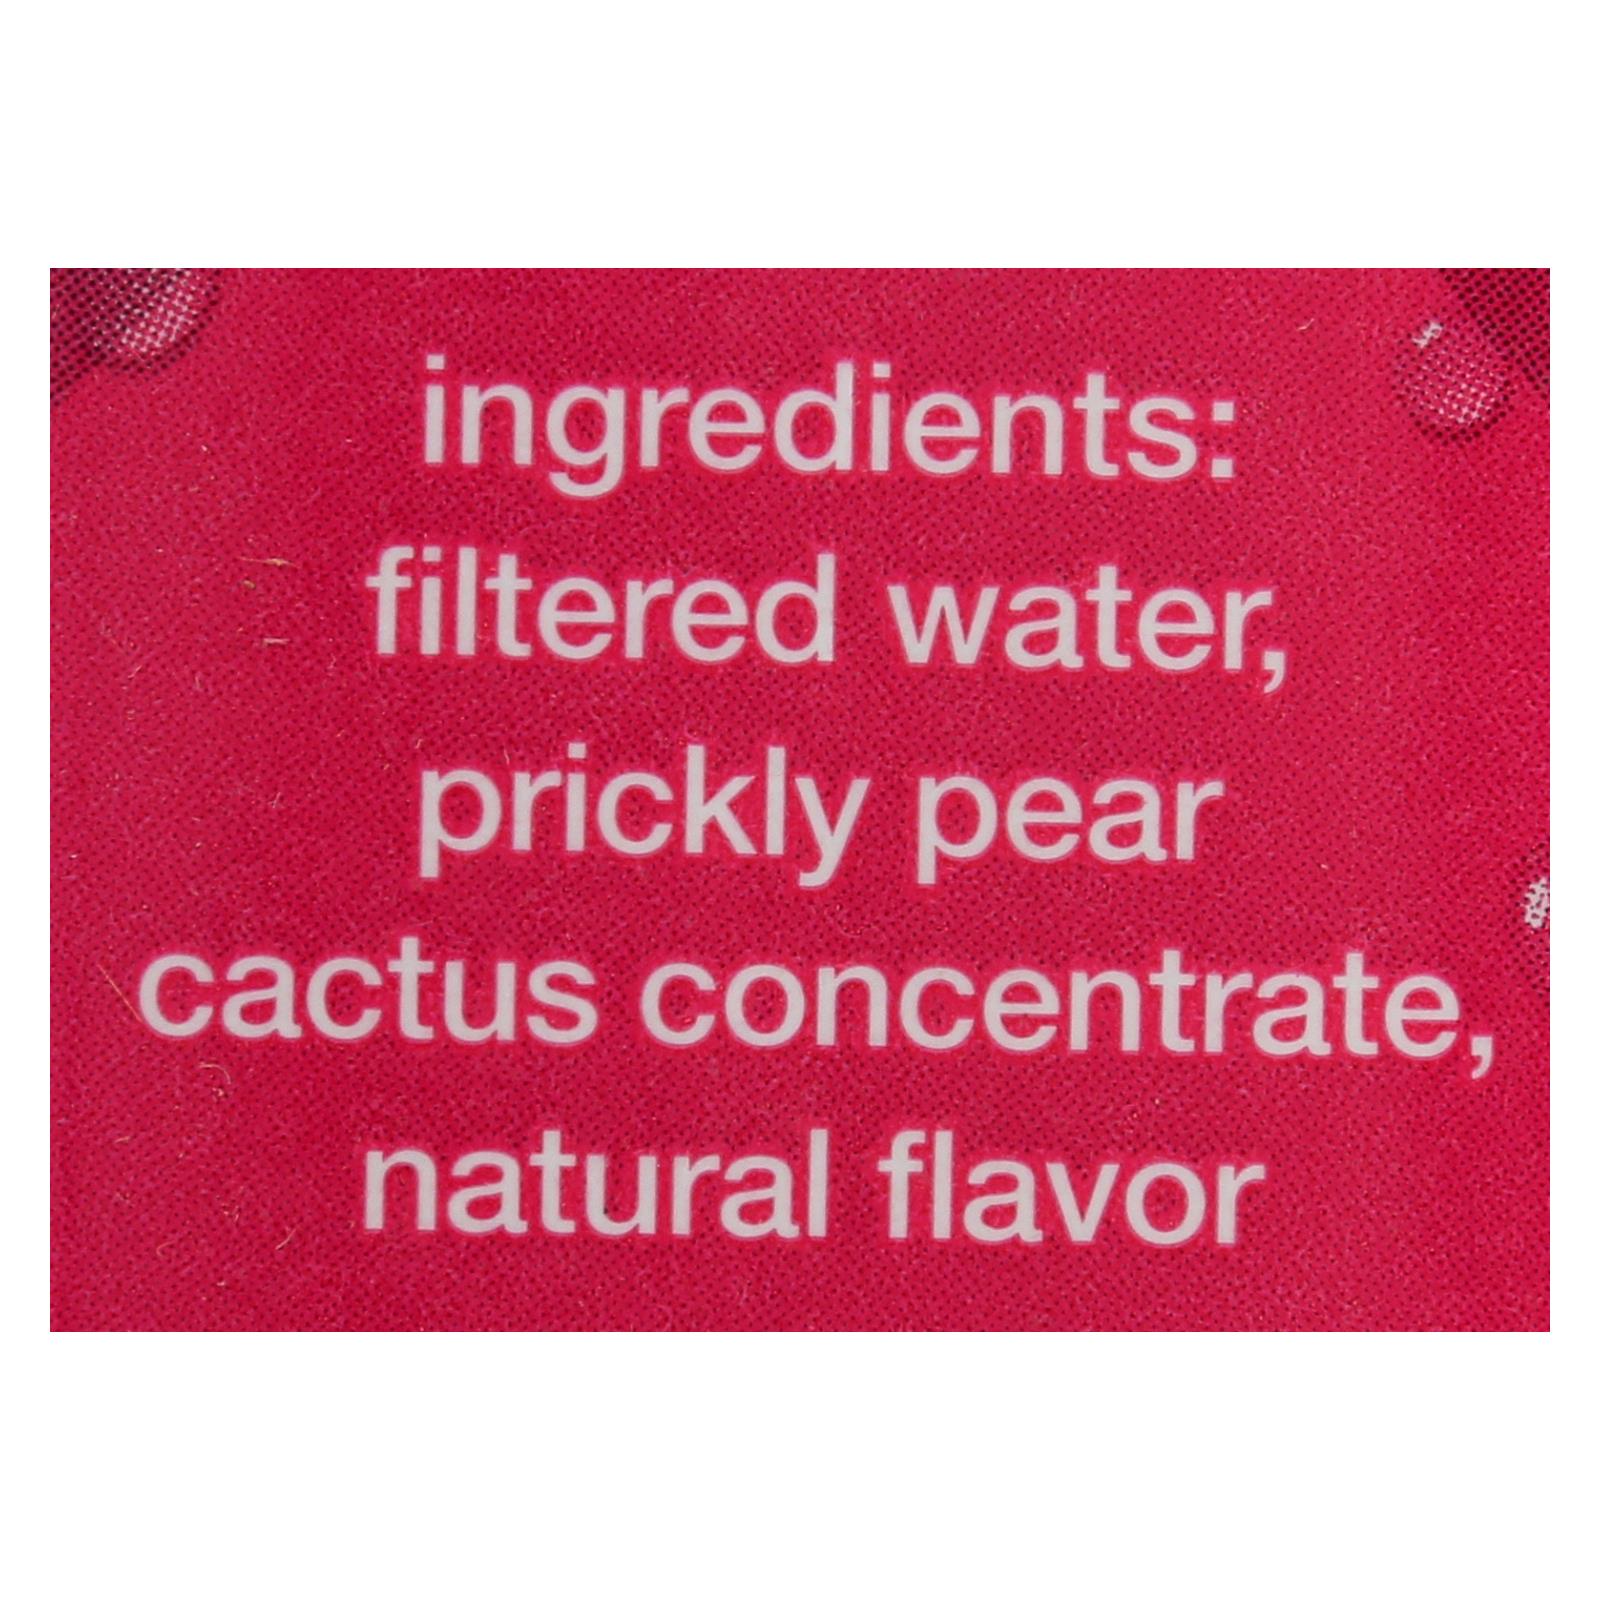 ingredients:
filtered water,
prickly pear
cactus concentrate,
natural flavor